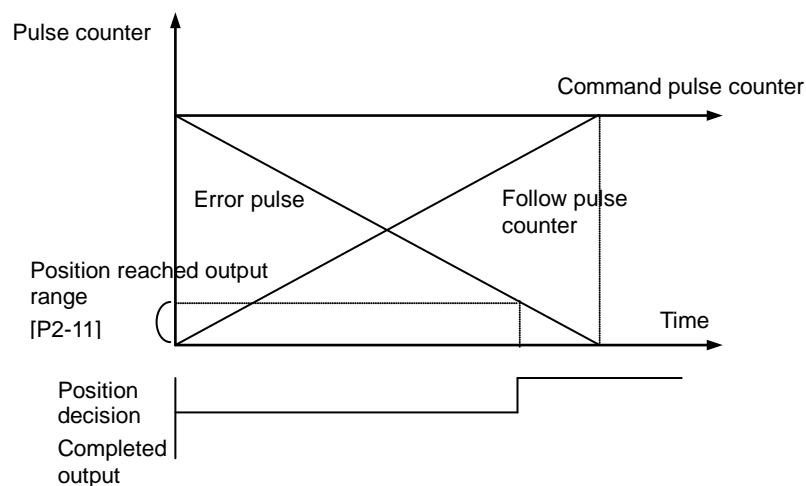 Pulse counter
Command pulse counter
Error pulse
Follow pulse
counter
Position reached output
range
[P2-11]
Time
Position
decision
Completed
output